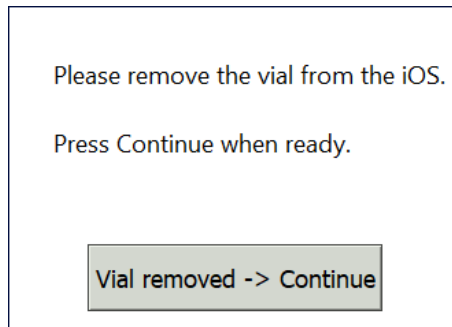 Please remove the vial from the iOS.
Press Continue when ready.
Vial removed -> Continue